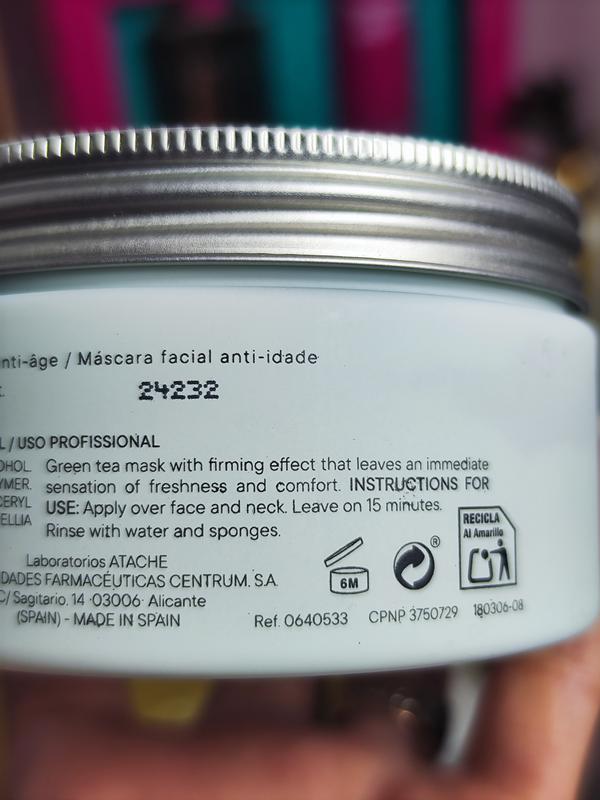 nti-âge / Máscara facial anti-idade
24232
L / USO PROFISSIONAL
OHOL Green tea mask with firming effect that leaves an immediate
YMER. sensation of freshness and comfort. INSTRUCTIONS FOR
CERYL USE: Apply over face and neck. Leave on 15 minutes.
ELLIA Rinse with water and sponges.
Laboratorios ATACHE
IDADES FARMACÉUTICAS CENTRUM. S.A.
C/ Sagitario. 14 ·03006· Alicante
(SPAIN) - MADE IN SPAIN
6M
®
RECICLA
Al Amarillo
Ref. 0640533 CPNP 3750729 180306-08